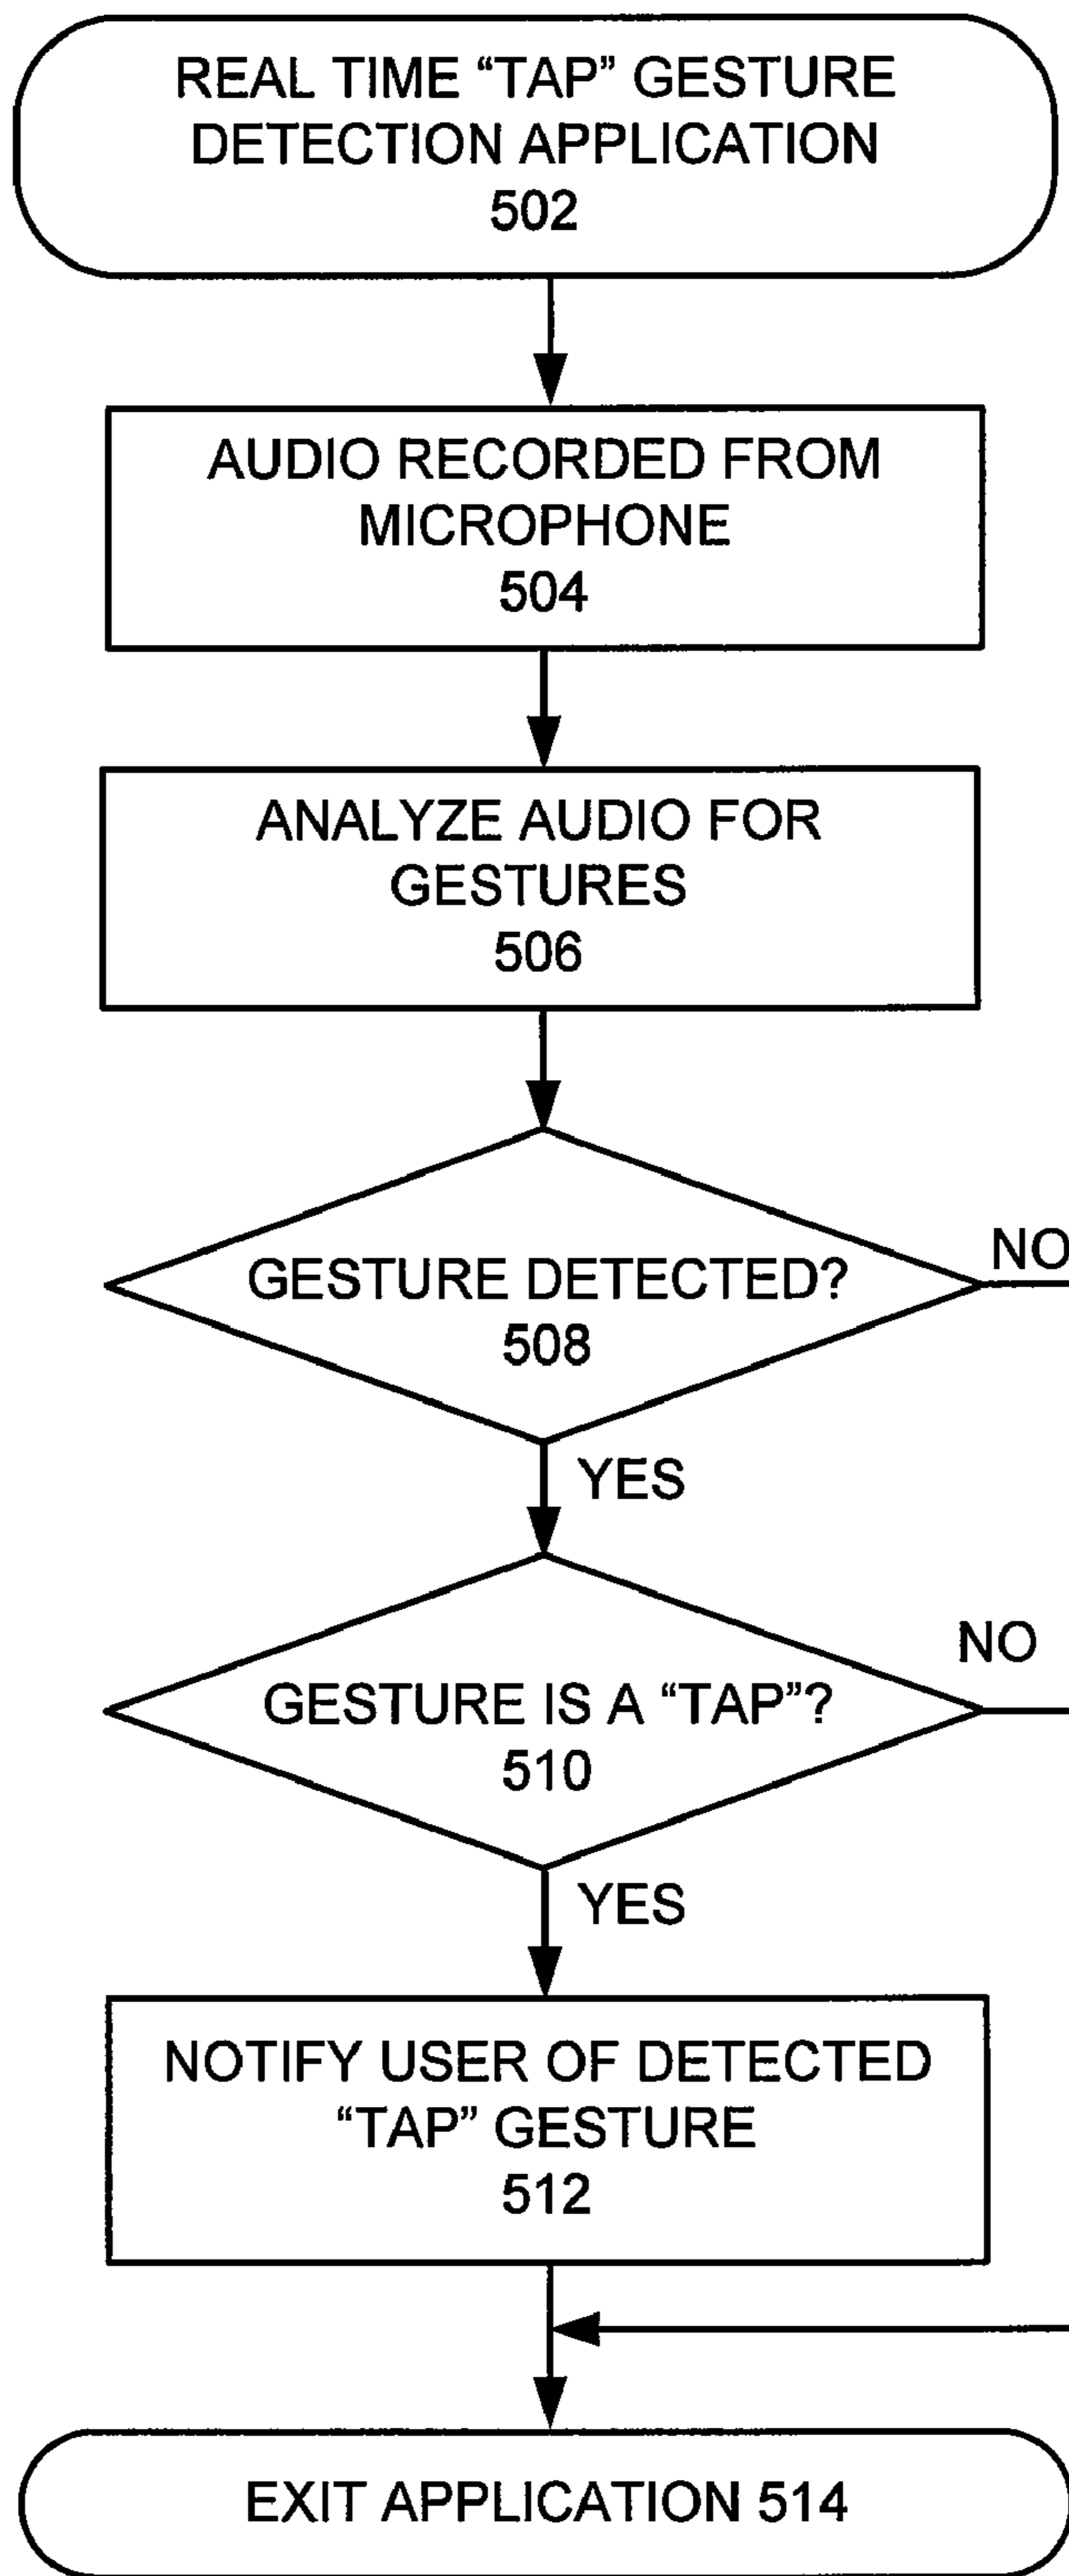 REAL TIME “TAP” GESTURE
DETECTION APPLICATION
502
AUDIO RECORDED FROM
MICROPHONE
504
ANALYZE AUDIO FOR
GESTURES
506
GESTURE DETECTED?
508
NO
YES
GESTURE IS A “TAP”?
510
NO
YES
NOTIFY USER OF DETECTED
“TAP” GESTURE
512
EXIT APPLICATION 514